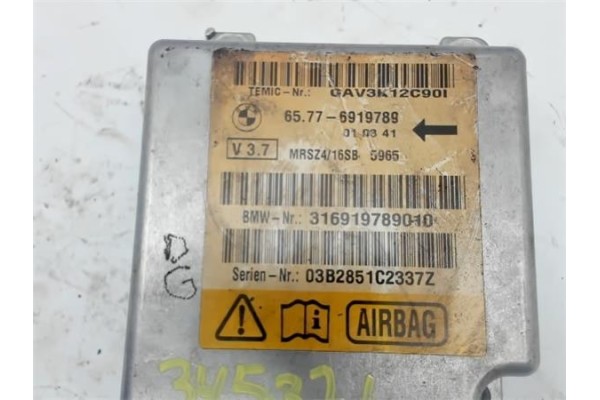 TEMIC-Nr.: GAV3K12C90I
65.77-6919789
01 03 41
V 3.7 MRSZ4/16SB 5965
BMW-Nr.: 316919789010
Serien-Nr.: 03B2851C2337Z
AIRBAG
DG